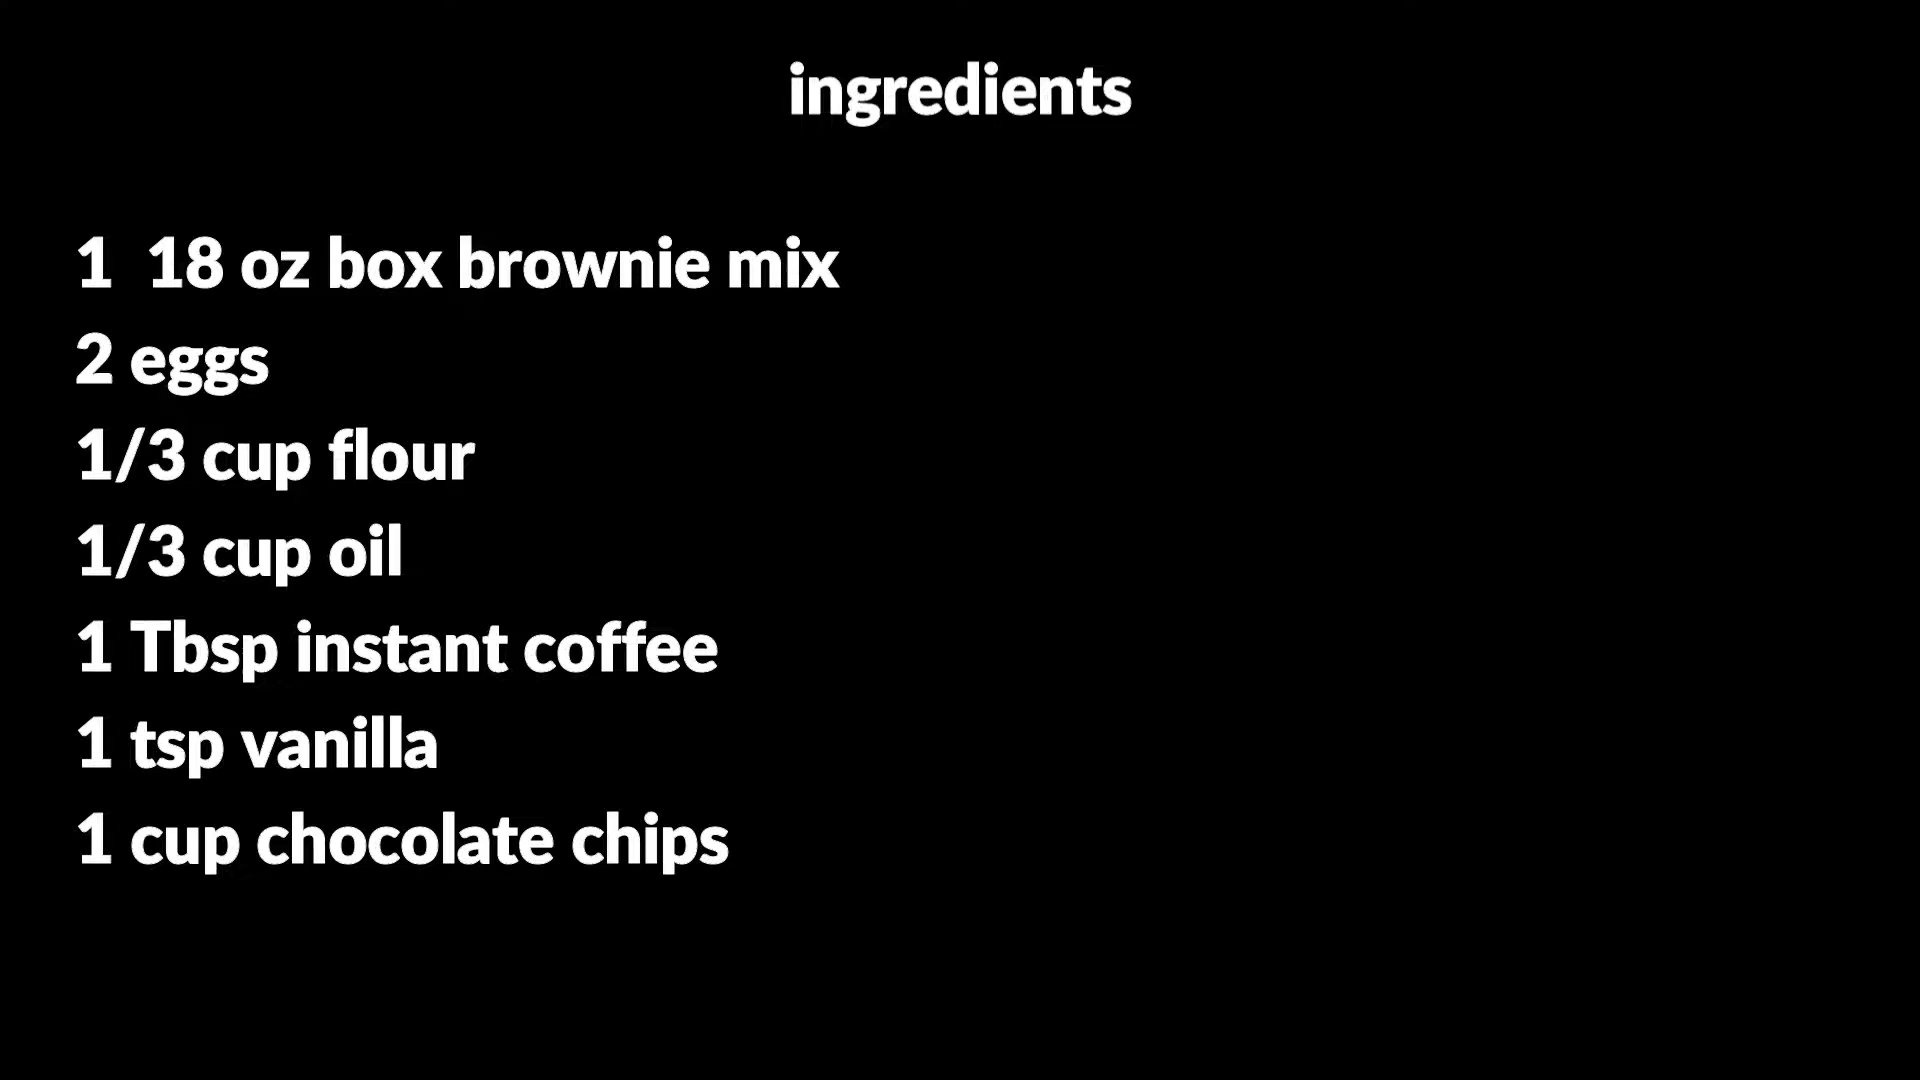 ingredients
1  18 oz box brownie mix
2 eggs
1/3 cup flour
1/3 cup oil
1 Tbsp instant coffee
1 tsp vanilla
1 cup chocolate chips